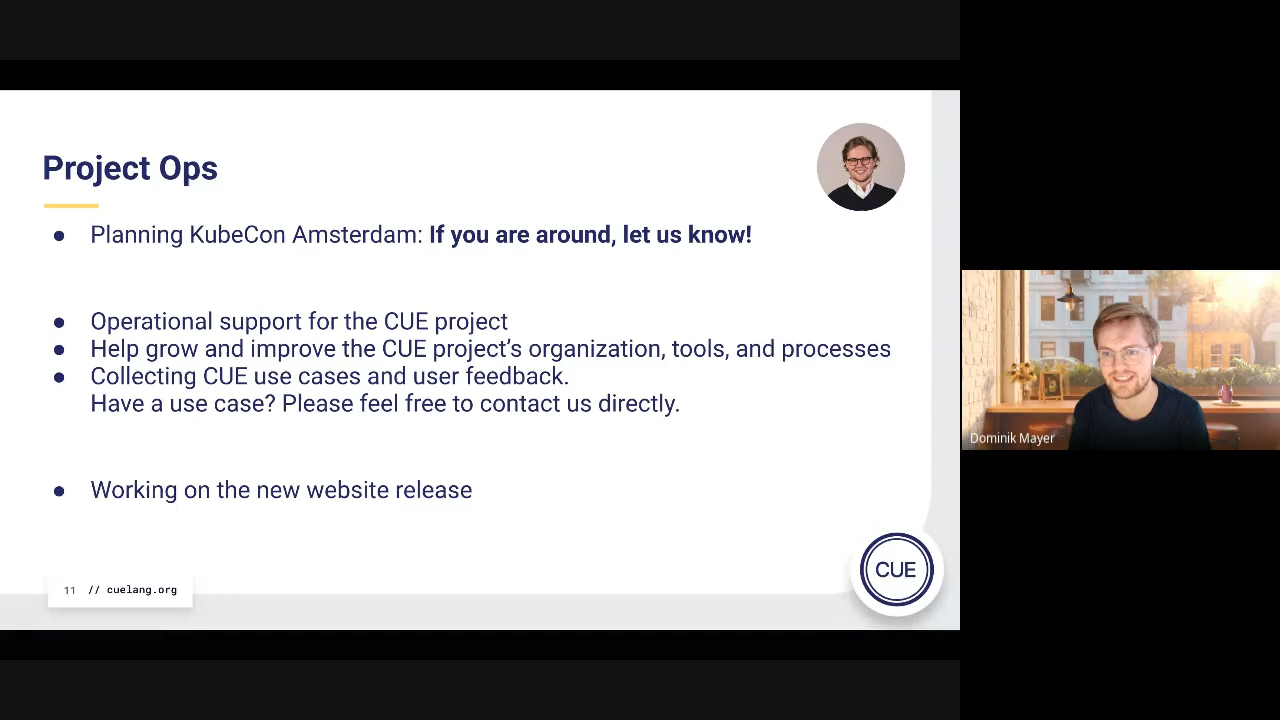 Project Ops
● Planning KubeCon Amsterdam: If you are around, let us know!
● Operational support for the CUE project
● Help grow and improve the CUE project’s organization, tools, and processes
● Collecting CUE use cases and user feedback.
Have a use case? Please feel free to contact us directly.
● Working on the new website release
11 // cuelang.org
CUE
Dominik Mayer